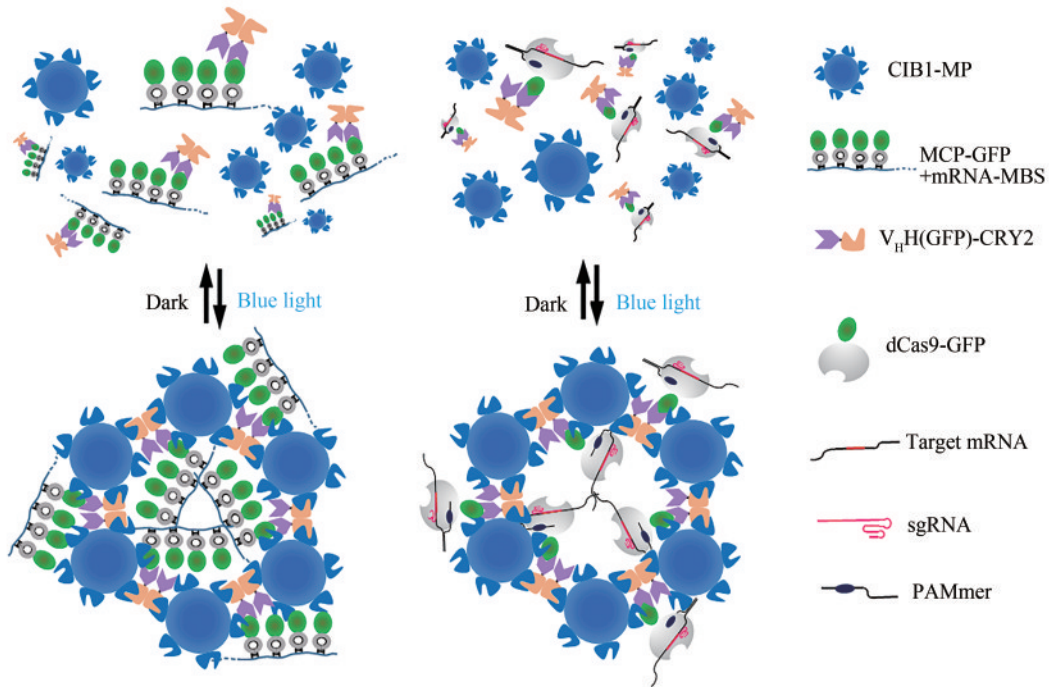 CIB1-MP
MCP-GFP
+mRNA-MBS
VHH(GFP)-CRY2
Dark
Blue light
Dark
Blue light
dCas9-GFP
Target mRNA
sgRNA
PAMmer